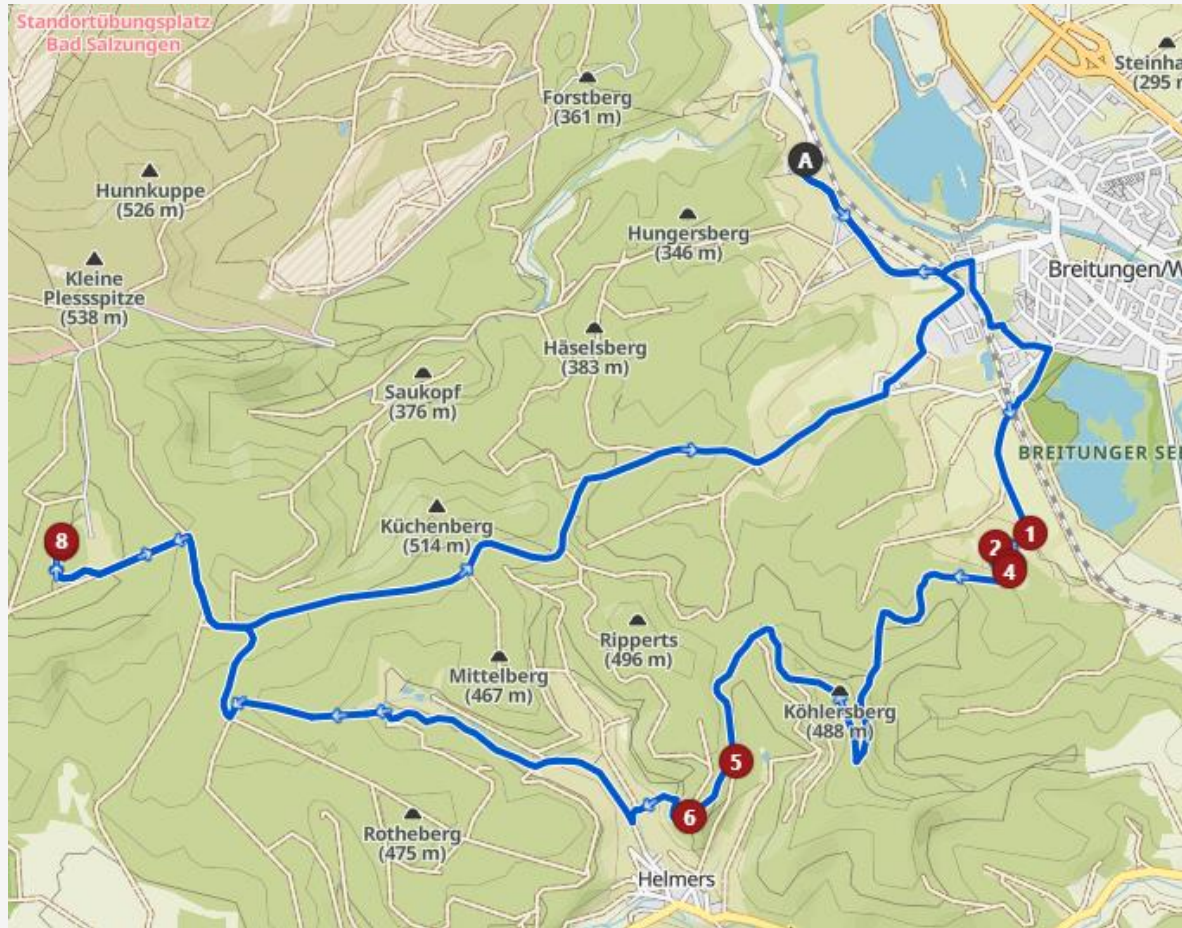 Standortübungsplatz
Bad Salzungen
Forstberg
(361 m)
Steinha
(295 m
A
Hunnkuppe
(526 m)
Hungersberg
(346 m)
Kleine
Plessspitze
(538 m)
Breitungen/W
Häselsberg
(383 m)
Saukopf
(376 m)
BREITUNGER SEE
Küchenberg
(514 m)
8
1
2
4
Ripperts
(496 m)
Mittelberg
(467 m)
Köhlersberg
(488 m)
5
6
Rotheberg
(475 m)
Helmers